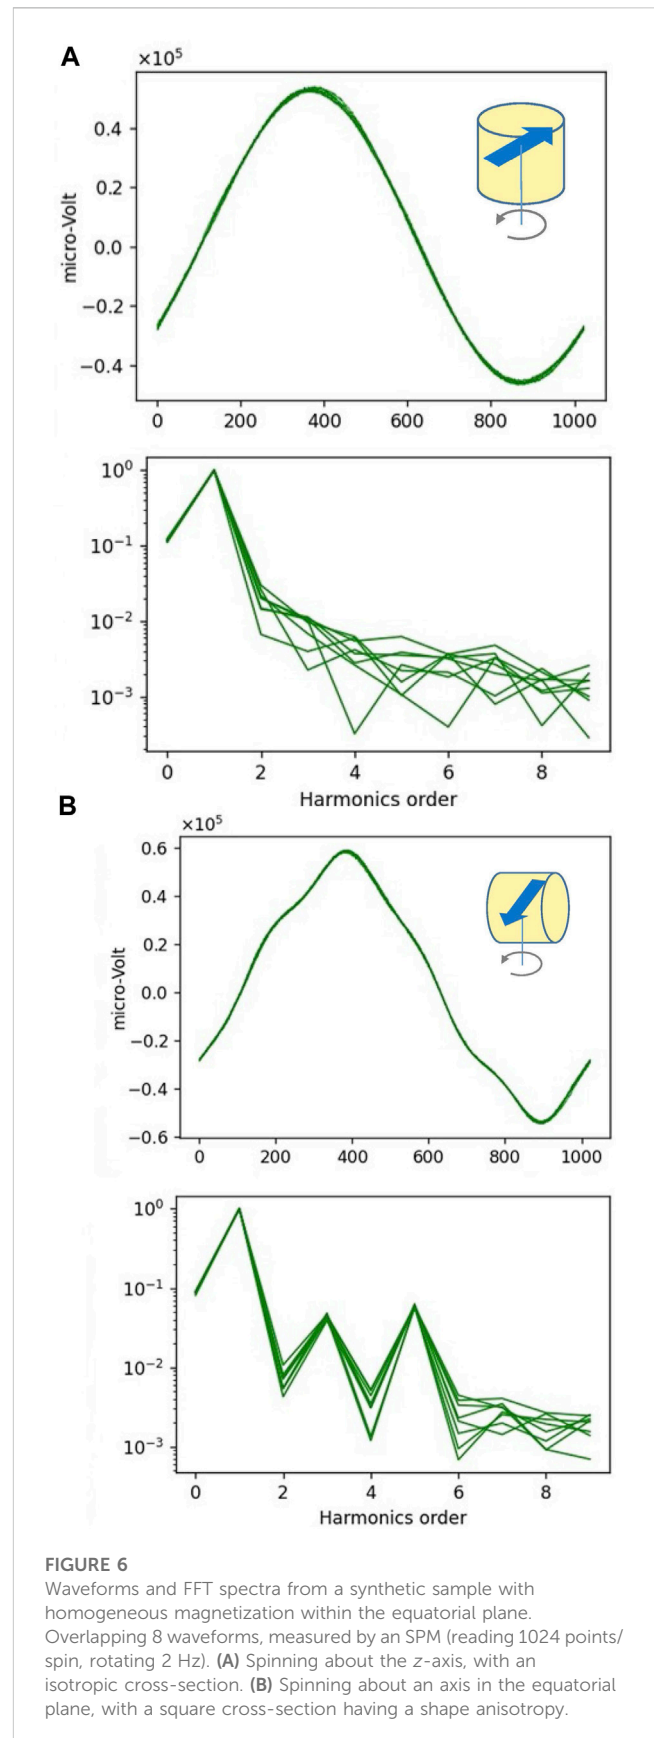 A
×10⁵
0.4
0.2
0.0
−0.2
−0.4
micro-Volt
0 200 400 600 800 1000
10⁰
10⁻¹
10⁻²
10⁻³
0 2 4 6 8
Harmonics order
B
×10⁵
0.6
0.4
0.2
0.0
−0.2
−0.4
−0.6
micro-Volt
0 200 400 600 800 1000
10⁰
10⁻¹
10⁻²
10⁻³
0 2 4 6 8
Harmonics order
FIGURE 6
Waveforms and FFT spectra from a synthetic sample with
homogeneous magnetization within the equatorial plane.
Overlapping 8 waveforms, measured by an SPM (reading 1024 points/
spin, rotating 2 Hz). (A) Spinning about the z-axis, with an
isotropic cross-section. (B) Spinning about an axis in the equatorial
plane, with a square cross-section having a shape anisotropy.